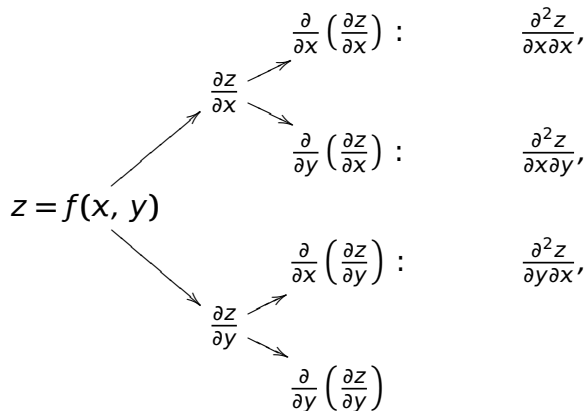 ∂/∂x (∂z/∂x) : ∂²z/∂x∂x,
∂z/∂x
∂/∂y (∂z/∂x) : ∂²z/∂x∂y,
z = f(x, y)
∂/∂x (∂z/∂y) : ∂²z/∂y∂x,
∂z/∂y
∂/∂y (∂z/∂y)